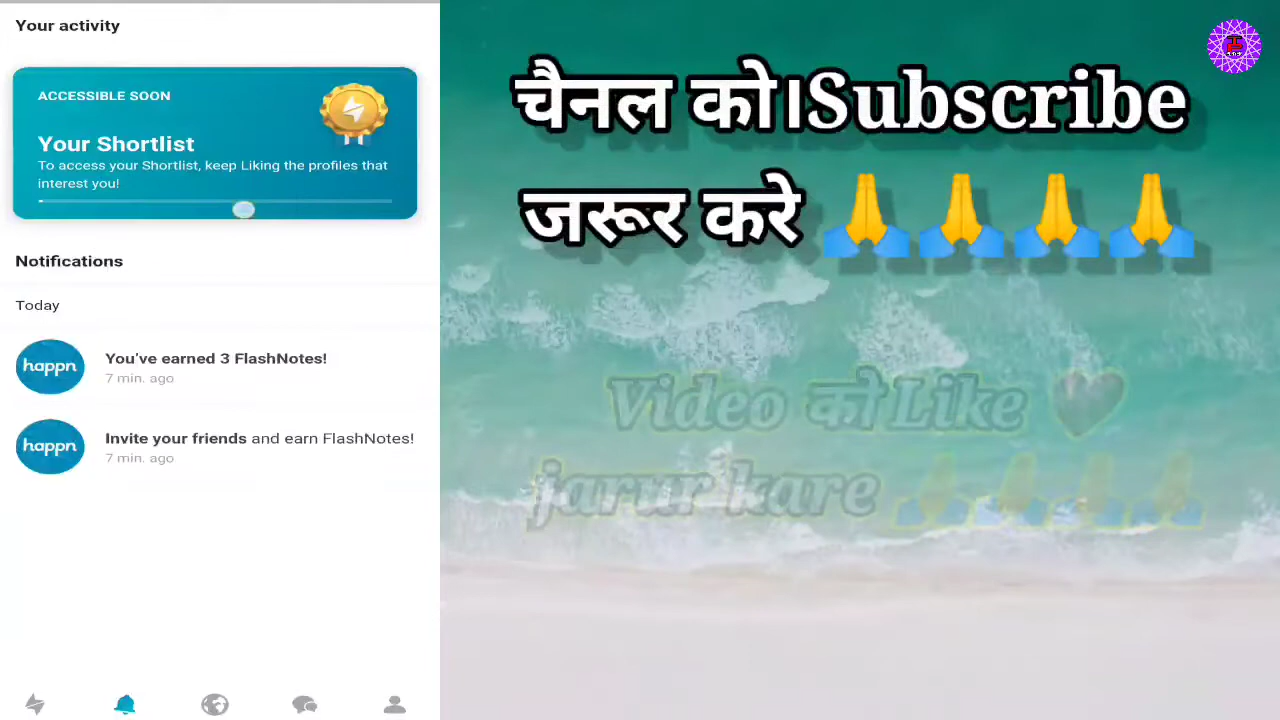 Your activity
ACCESSIBLE SOON
Your Shortlist
To access your Shortlist, keep Liking the profiles that
interest you!
Notifications
Today
happn
You've earned 3 FlashNotes!
7 min. ago
happn
Invite your friends and earn FlashNotes!
7 min. ago
चैनल को।Subscribe
जरूर करे 🙏🙏🙏🙏
Video को Like 🖤
jarur kare 🙏🙏🙏🙏